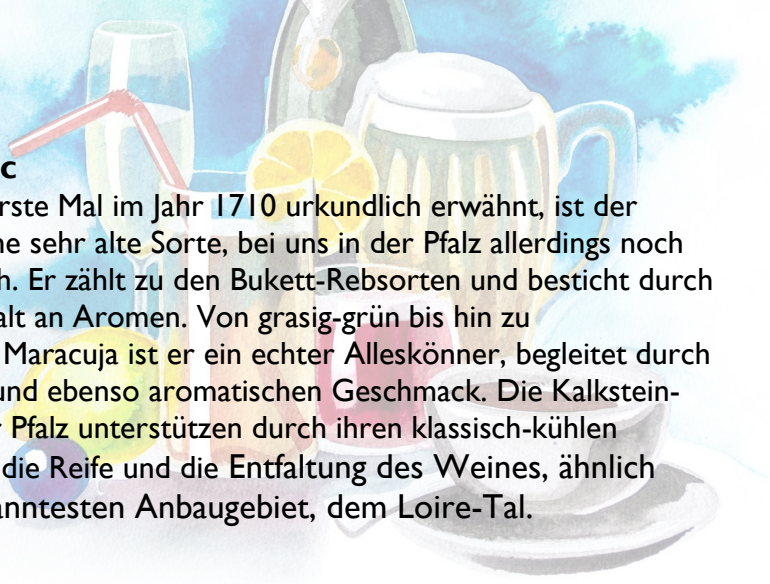 c
rste Mal im Jahr 1710 urkundlich erwähnt, ist der
ne sehr alte Sorte, bei uns in der Pfalz allerdings noch
h. Er zählt zu den Bukett-Rebsorten und besticht durch
alt an Aromen. Von grasig-grün bis hin zu
Maracuja ist er ein echter Alleskönner, begleitet durch
und ebenso aromatischen Geschmack. Die Kalkstein-
r Pfalz unterstützen durch ihren klassisch-kühlen
die Reife und die Entfaltung des Weines, ähnlich
anntesten Anbaugebiet, dem Loire-Tal.